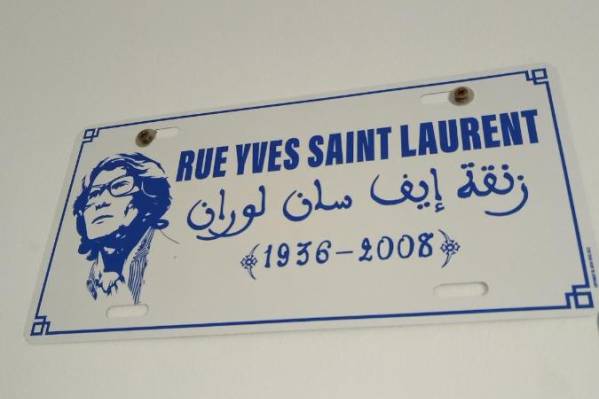 RUE YVES SAINT LAURENT
زنقة إيف سان لوران
1936-2008